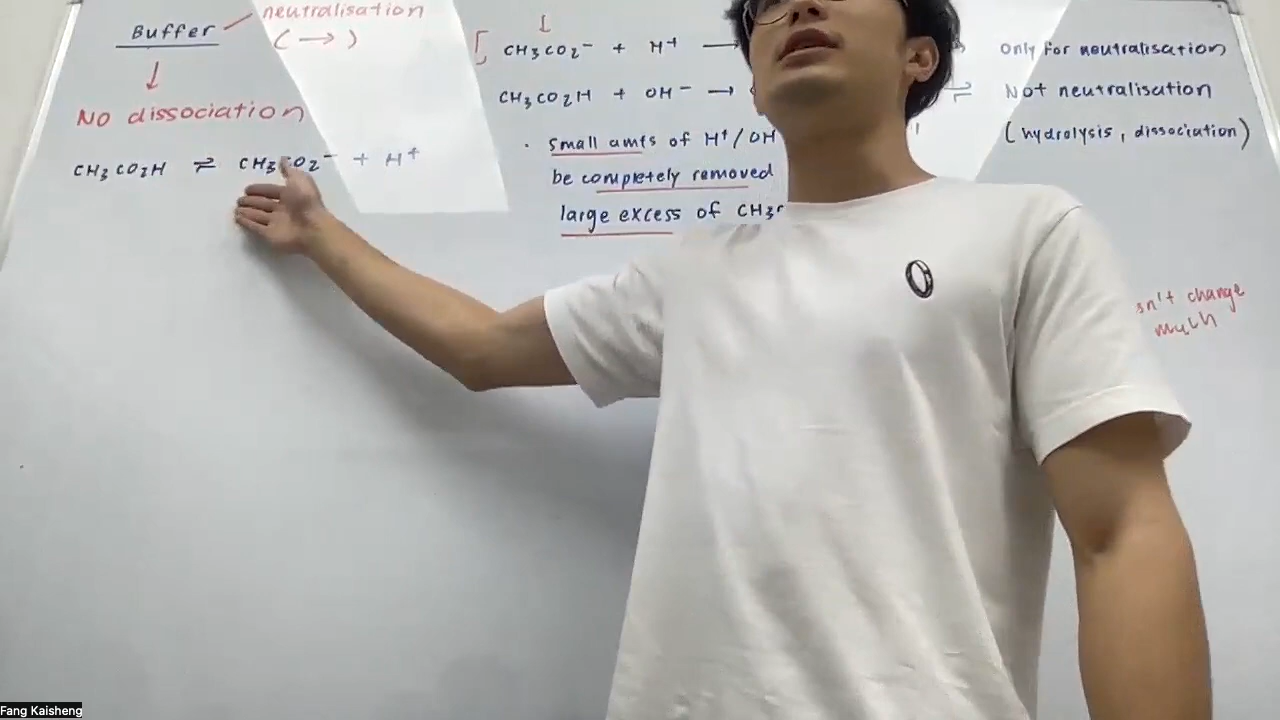 Buffer
neutralisation
( → )
No dissociation
CH₃CO₂H ⇌ CH₃CO₂⁻ + H⁺
CH₃CO₂⁻ + H⁺ →
CH₃CO₂H + OH⁻ →
· Small amts of H⁺/OH
be completely removed
large excess of CH₃
Only for neutralisation
⇌ Not neutralisation
(hydrolysis, dissociation)
sn't change
much
Fang Kaisheng